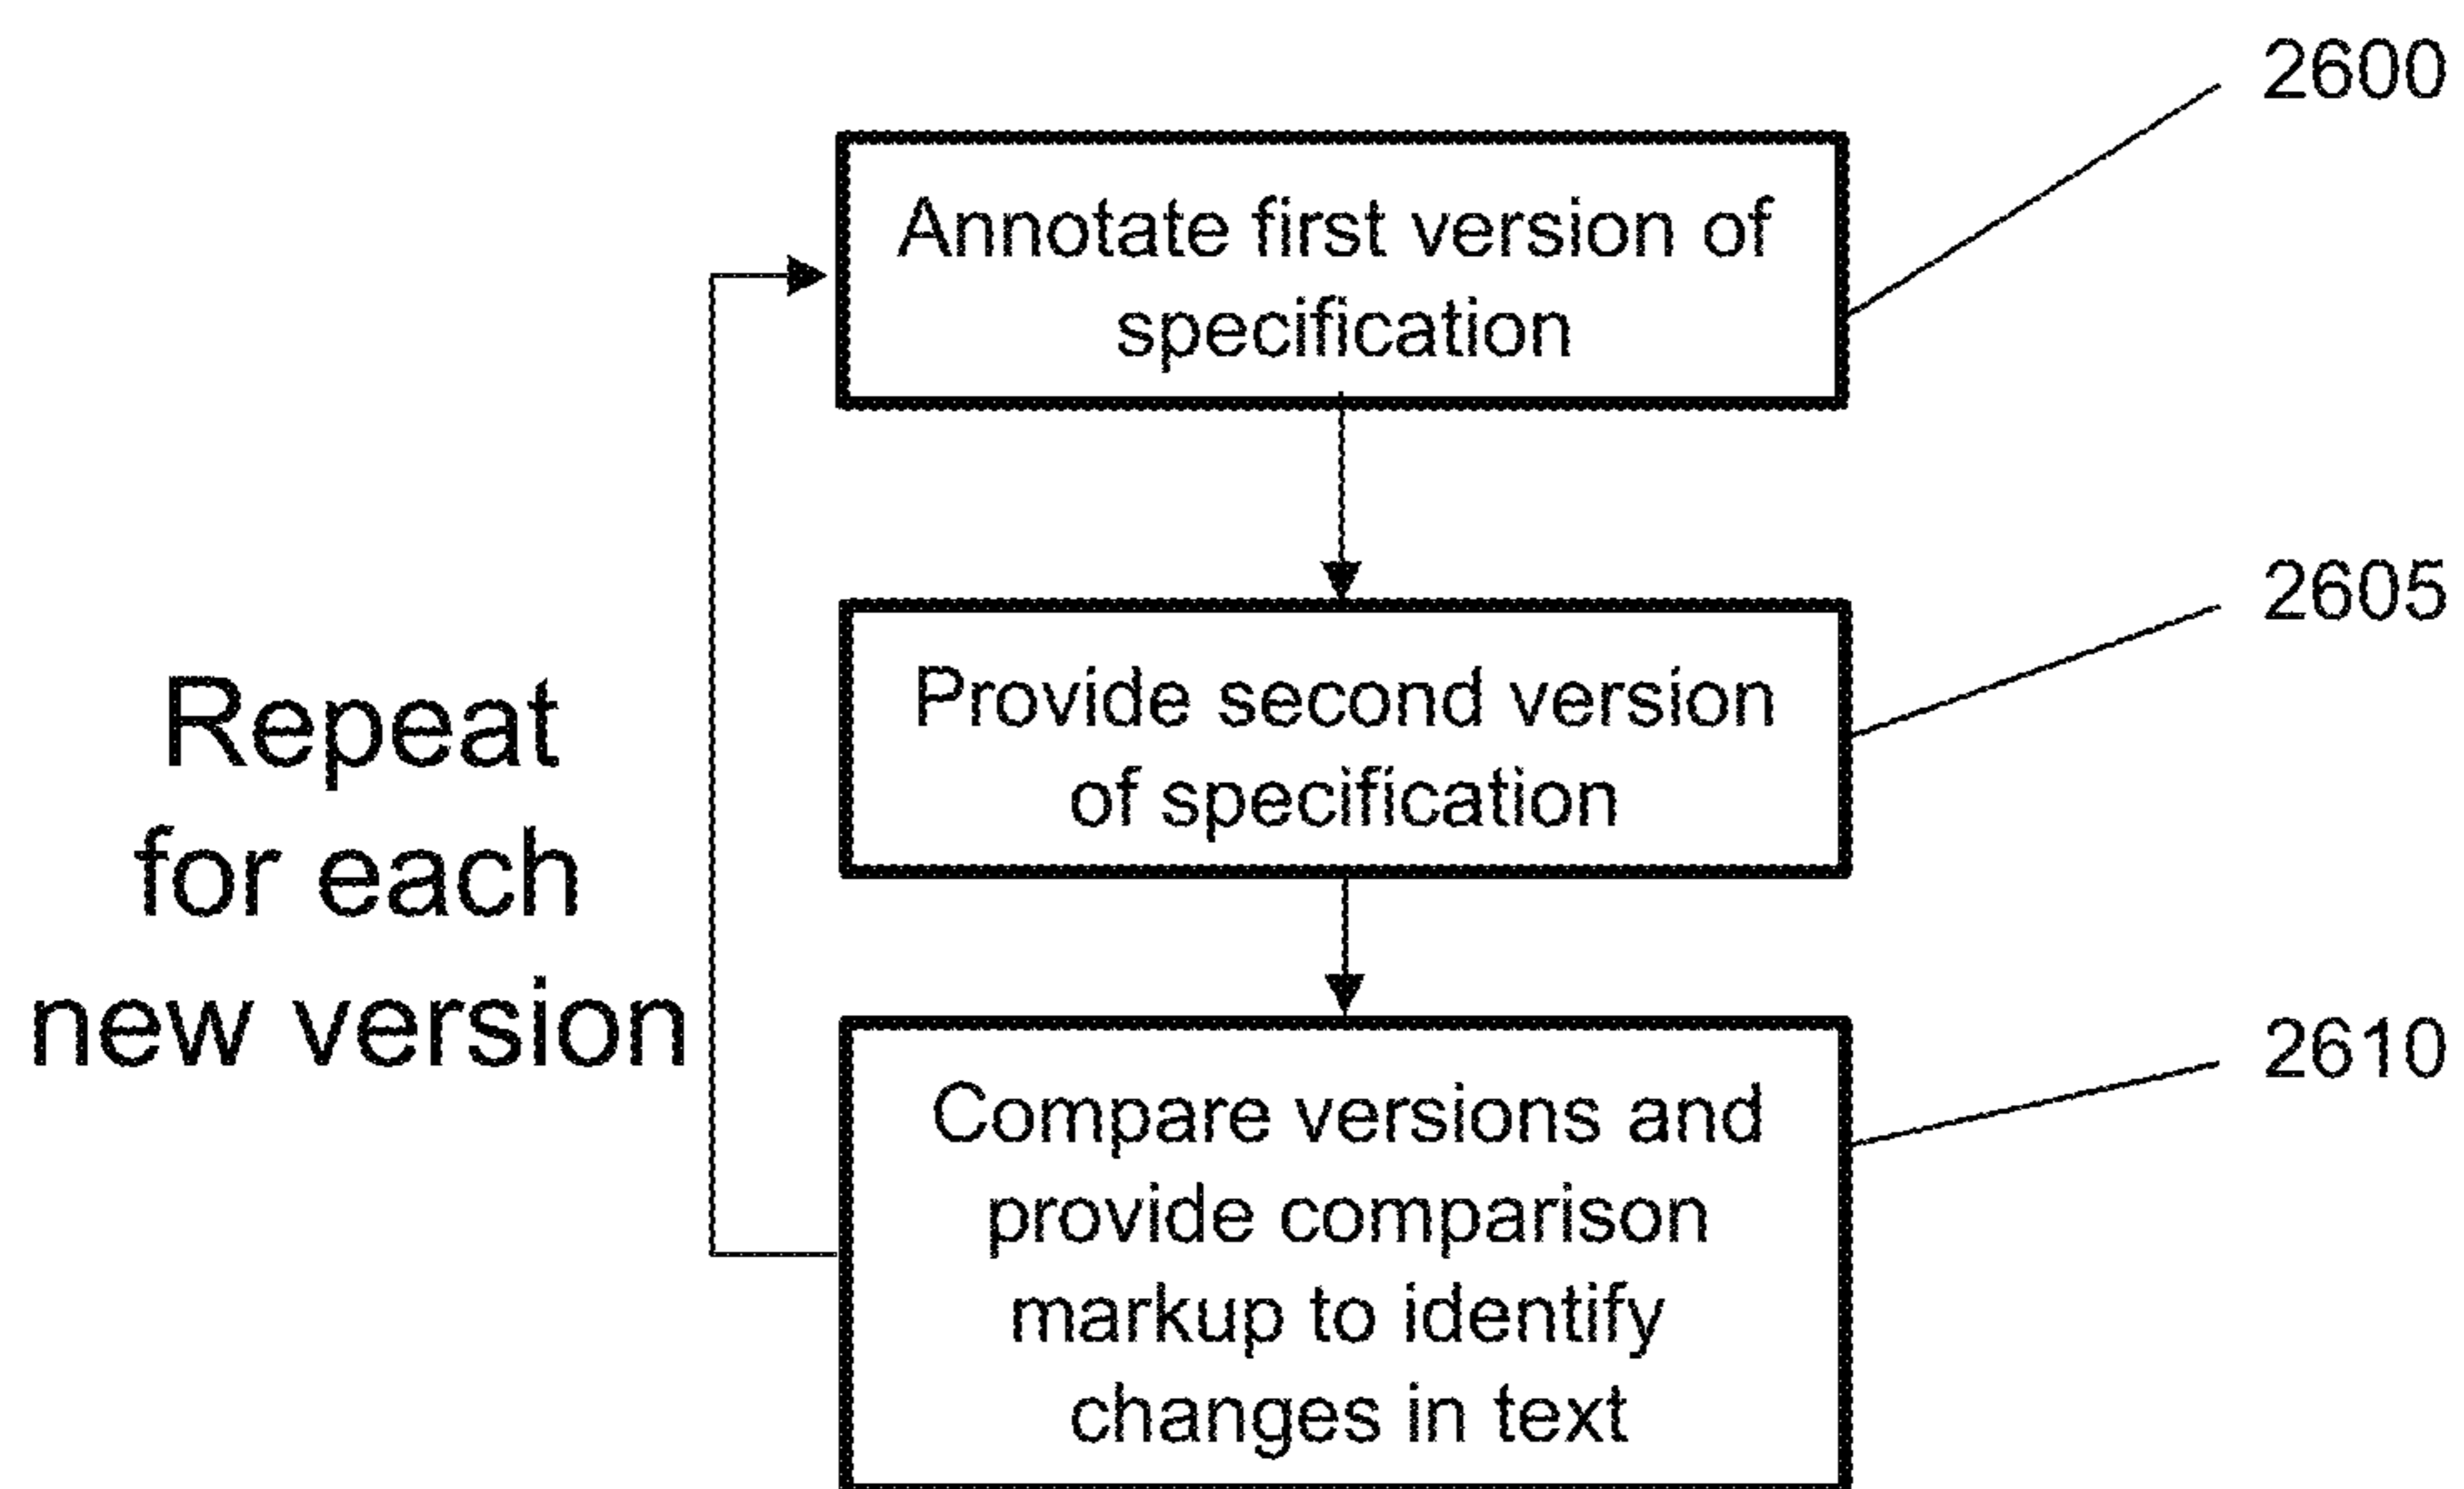 2600
Annotate first version of
specification
2605
Provide second version
of specification
Repeat
for each
new version
2610
Compare versions and
provide comparison
markup to identify
changes in text